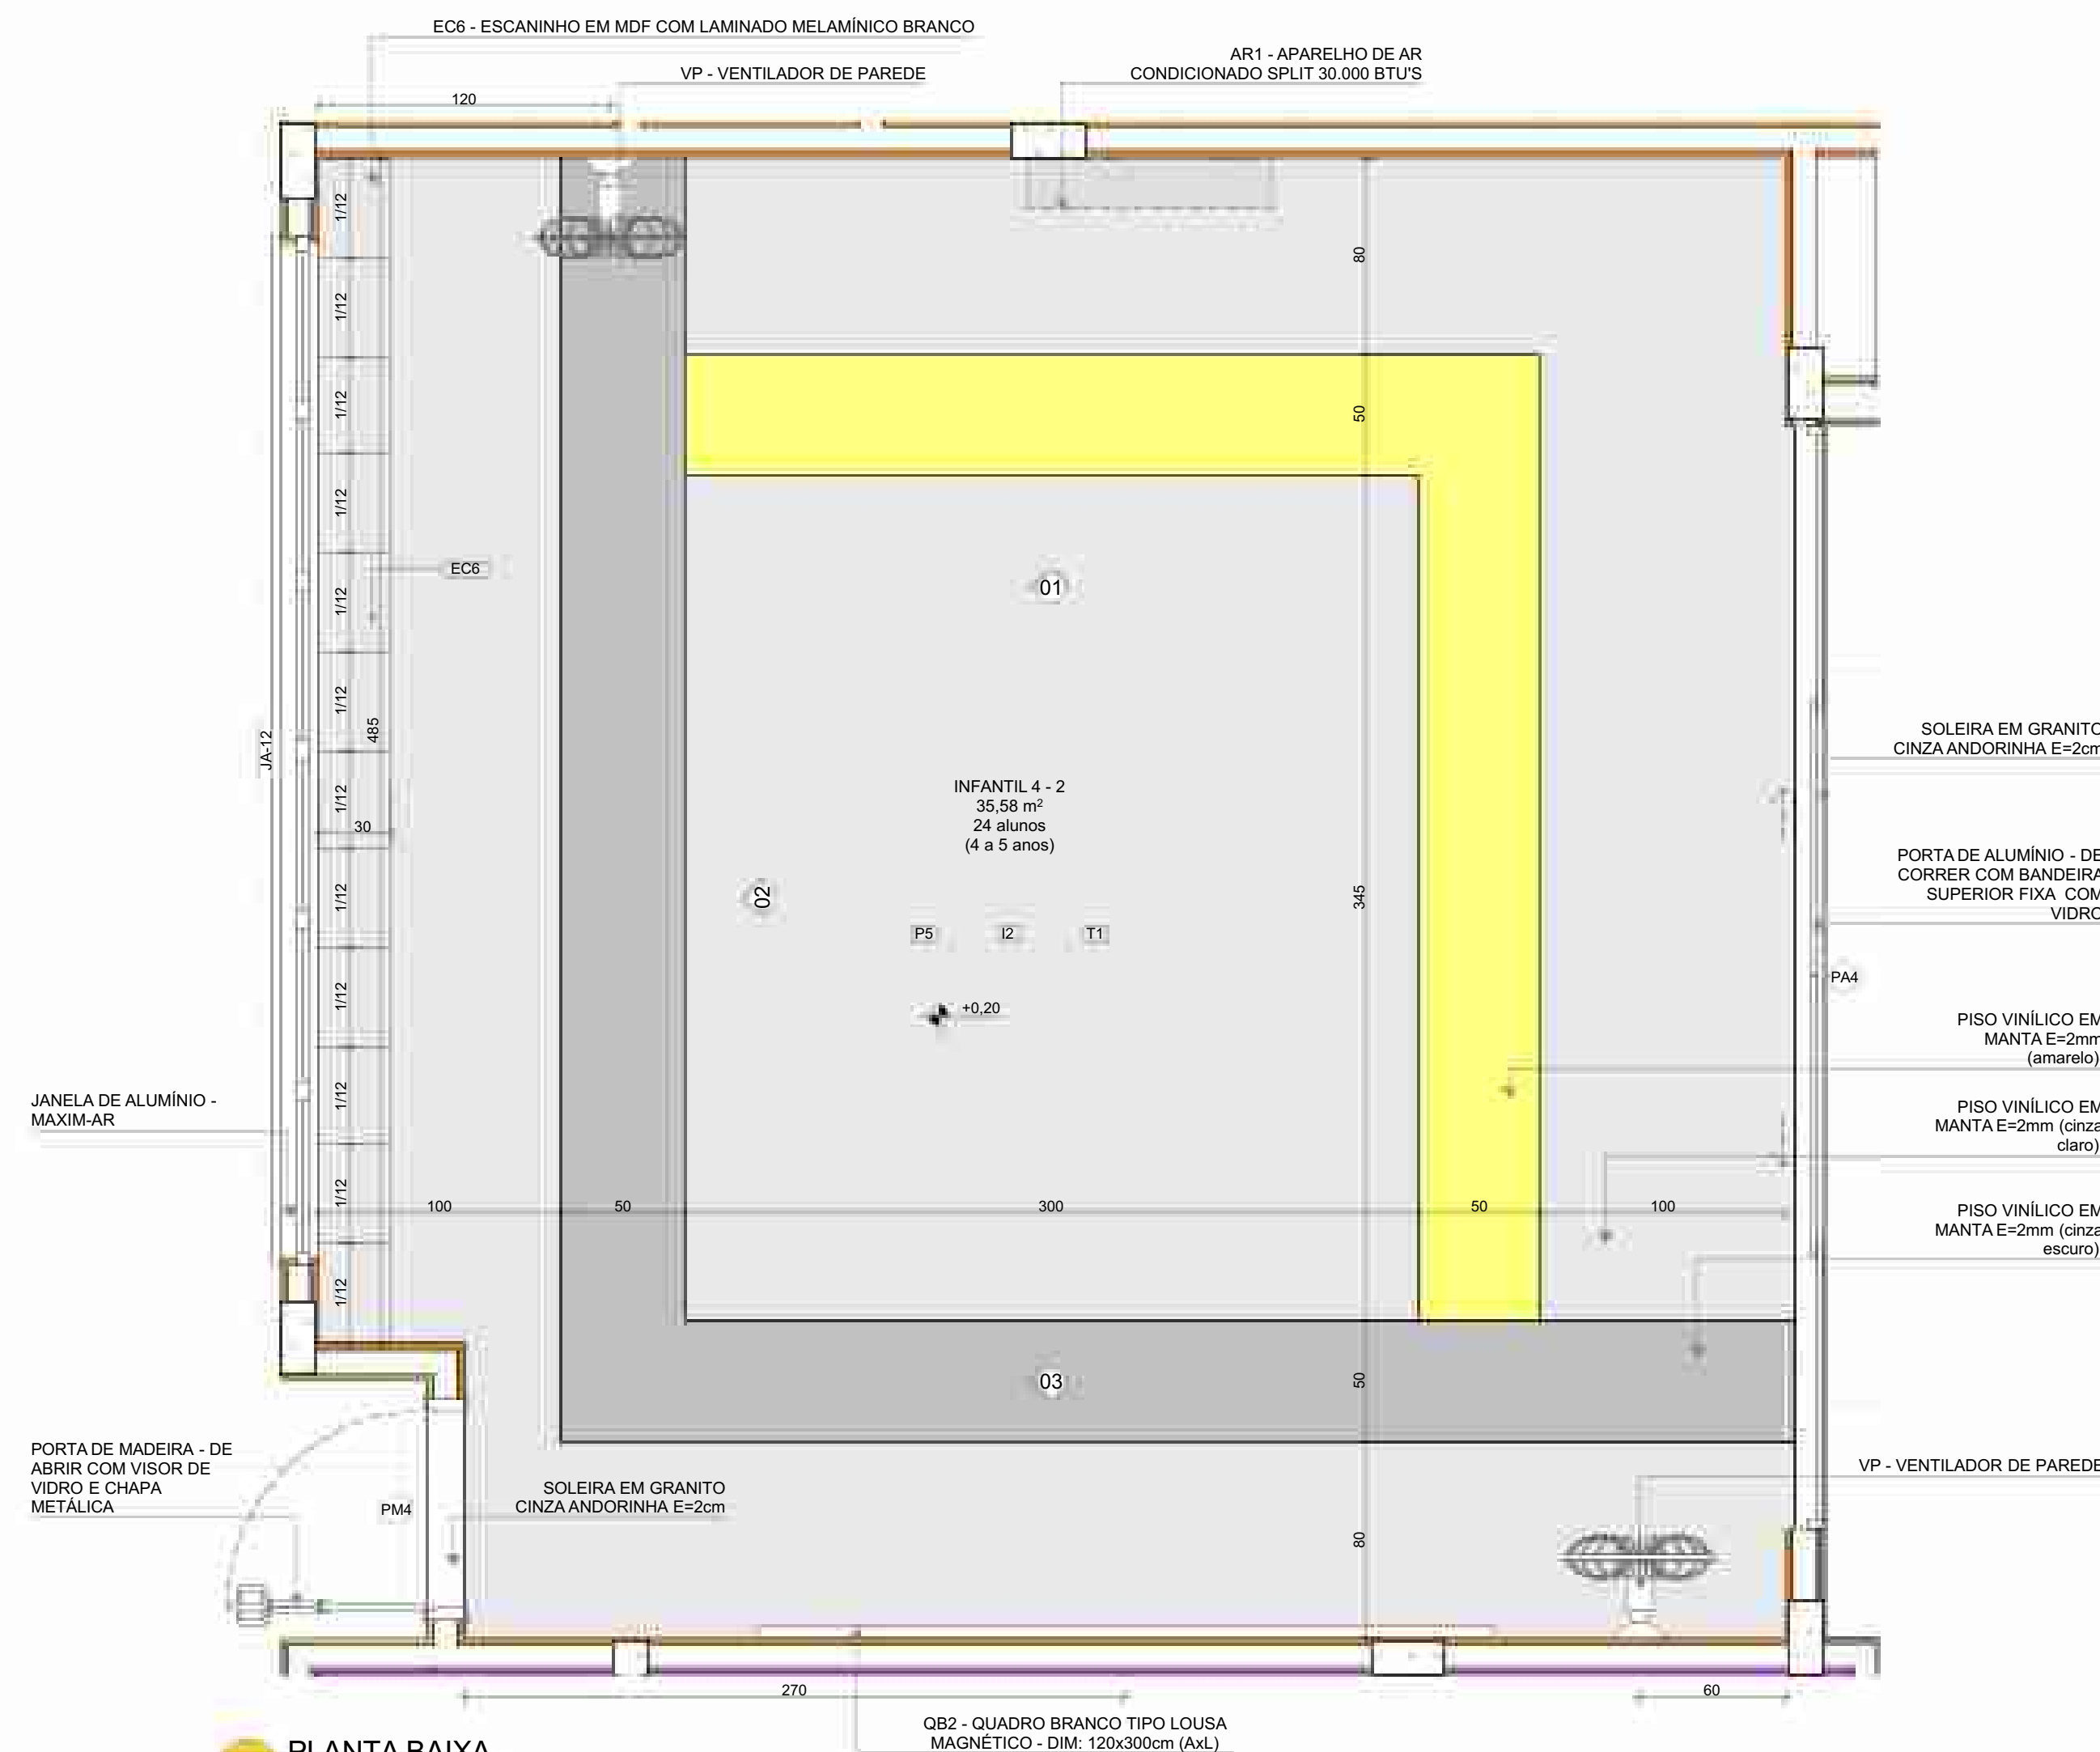 EC6 - ESCANINHO EM MDF COM LAMINADO MELAMÍNICO BRANCO
AR1 - APARELHO DE AR
CONDICIONADO SPLIT 30.000 BTU'S
VP - VENTILADOR DE PAREDE
120
1/12
80
1/12
1/12
50
1/12
EC6
01
1/12
1/12
485
JA-12
SOLEIRA EM GRANITO
CINZA ANDORINHA E=2cm
INFANTIL 4 - 2
35,58 m²
24 alunos
(4 a 5 anos)
1/12
30
PORTA DE ALUMÍNIO - DE
CORRER COM BANDEIRA
SUPERIOR FIXA COM
VIDRO
1/12
02
345
P5 I2 T1
PA4
1/12
+0,20
PISO VINÍLICO EM
MANTA E=2mm
(amarelo)
JANELA DE ALUMÍNIO -
MAXIM-AR
1/12
PISO VINÍLICO EM
MANTA E=2mm (cinza
claro)
1/12
100 50 300 50 100
PISO VINÍLICO EM
MANTA E=2mm (cinza
escuro)
1/12
03
50
PORTA DE MADEIRA - DE
ABRIR COM VISOR DE
VIDRO E CHAPA
METÁLICA
PM4
SOLEIRA EM GRANITO
CINZA ANDORINHA E=2cm
VP - VENTILADOR DE PAREDE
80
270
60
QB2 - QUADRO BRANCO TIPO LOUSA
MAGNÉTICO - DIM: 120x300cm (AxL)
PLANTA BAIXA